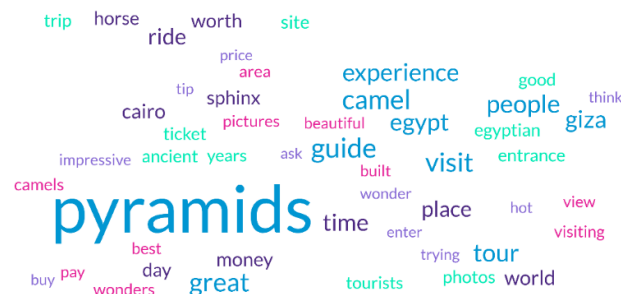 trip horse worth site
ride
price
area experience good
tip sphinx camel people think
cairo pictures beautiful egypt egyptian giza
ticket
impressive ancient years ask guide visit entrance
built
camels pyramids wonder hot view
time place
enter visiting
best trying tour
buy pay day money world
wonders great tourists photos